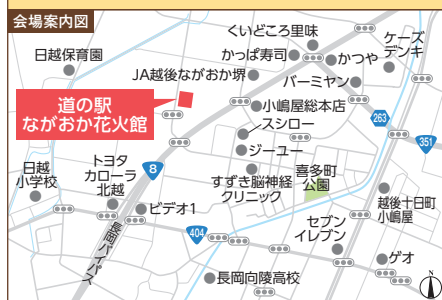 会場案内図
くいどころ里味
ケーズ
デンキ
日越保育園
かっぱ寿司
かつや
JA越後ながおか堺
バーミヤン
道の駅
ながおか花火館
小嶋屋総本店
263
スシロー
351
ジーユー
日越
小学校
トヨタ
カローラ
北越
8
すずき脳神経
クリニック
喜多町
公園
越後十日町
小嶋屋
ビデオ1
404
セブン
イレブン
長岡バイパス
ゲオ
長岡向陵高校
N